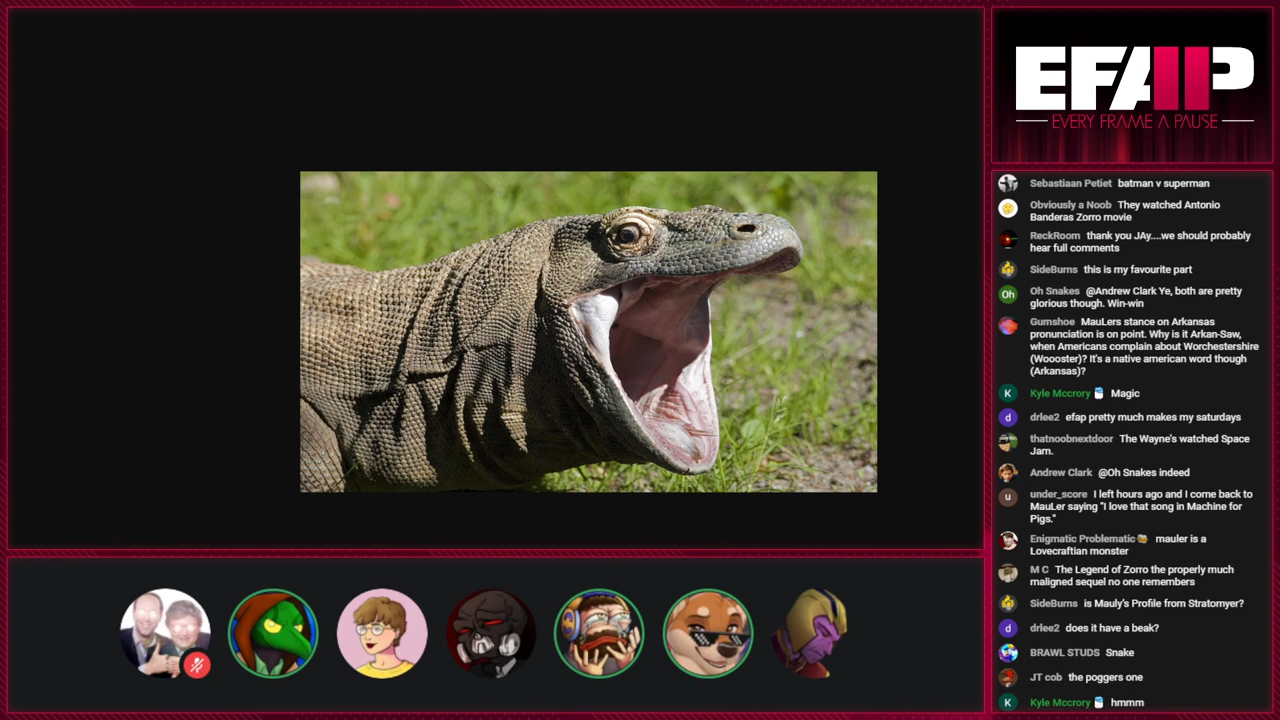 EFAP
EVERY FRAME A PAUSE
Sebastiaan Petiet batman v superman
Obviously a Noob They watched Antonio
Banderas Zorro movie
ReckRoom thank you JAy....we should probably
hear full comments
SideBurns this is my favourite part
Oh
Oh Snakes @Andrew Clark Ye, both are pretty
glorious though. Win-win
Gumshoe MauLers stance on Arkansas
pronunciation is on point. Why is it Arkan-Saw,
when Americans complain about Worchestershire
(Woooster)? It's a native american word though
(Arkansas)?
K
Kyle Mccrory Magic
d
drlee2 efap pretty much makes my saturdays
thatnoobnextdoor The Wayne's watched Space
Jam.
Andrew Clark @Oh Snakes indeed
u
under_score I left hours ago and I come back to
MauLer saying "I love that song in Machine for
Pigs."
Enigmatic Problematic mauler is a
Lovecraftian monster
M C The Legend of Zorro the properly much
maligned sequel no one remembers
SideBurns is Mauly's Profile from Stratomyer?
d
drlee2 does it have a beak?
BRAWL STUDS Snake
JT cob the poggers one
K
Kyle Mccrory hmmm